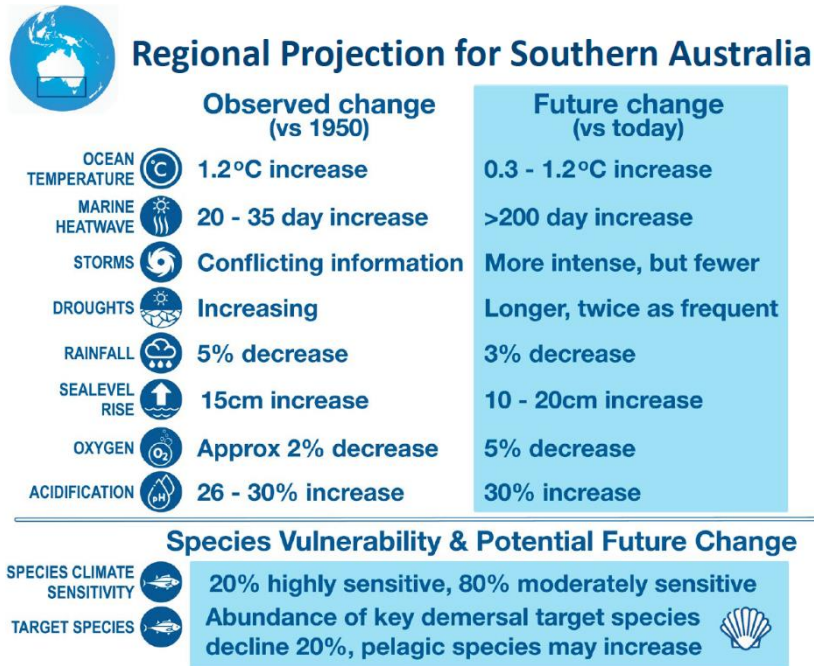 Regional Projection for Southern Australia
Observed change
(vs 1950)
Future change
(vs today)
OCEAN
TEMPERATURE
°C
1.2°C increase
0.3 - 1.2°C increase
MARINE
HEATWAVE
20 - 35 day increase
>200 day increase
STORMS
Conflicting information
More intense, but fewer
DROUGHTS
Increasing
Longer, twice as frequent
RAINFALL
5% decrease
3% decrease
SEALEVEL
RISE
15cm increase
10 - 20cm increase
OXYGEN
O2
Approx 2% decrease
5% decrease
ACIDIFICATION
pH
26 - 30% increase
30% increase
Species Vulnerability & Potential Future Change
SPECIES CLIMATE
SENSITIVITY
20% highly sensitive, 80% moderately sensitive
TARGET SPECIES
Abundance of key demersal target species
decline 20%, pelagic species may increase